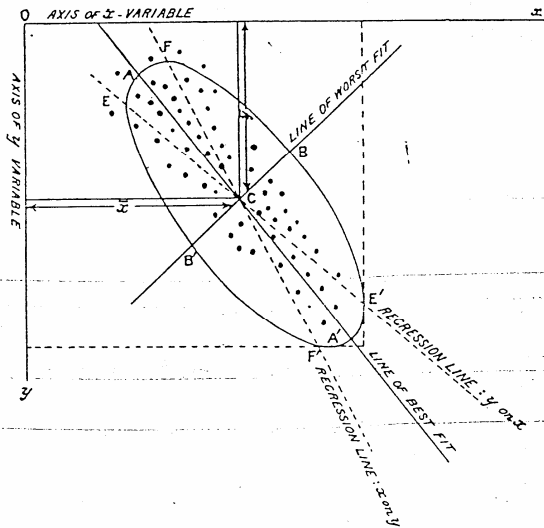 O AXIS OF x-VARIABLE x
AXIS OF y VARIABLE
y
F
A
E
LINE OF WORST FIT
B
ȳ
x̄
C
B'
E'
A'
F'
REGRESSION LINE: y on x
LINE OF BEST FIT
REGRESSION LINE: x on y